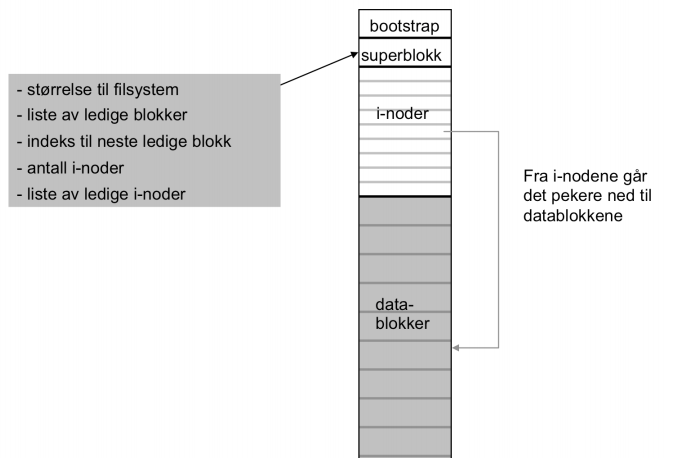 bootstrap
superblokk
- størrelse til filsystem
- liste av ledige blokker
- indeks til neste ledige blokk
- antall i-noder
- liste av ledige i-noder
i-noder
Fra i-nodene går
det pekere ned til
datablokkene
data-
blokker